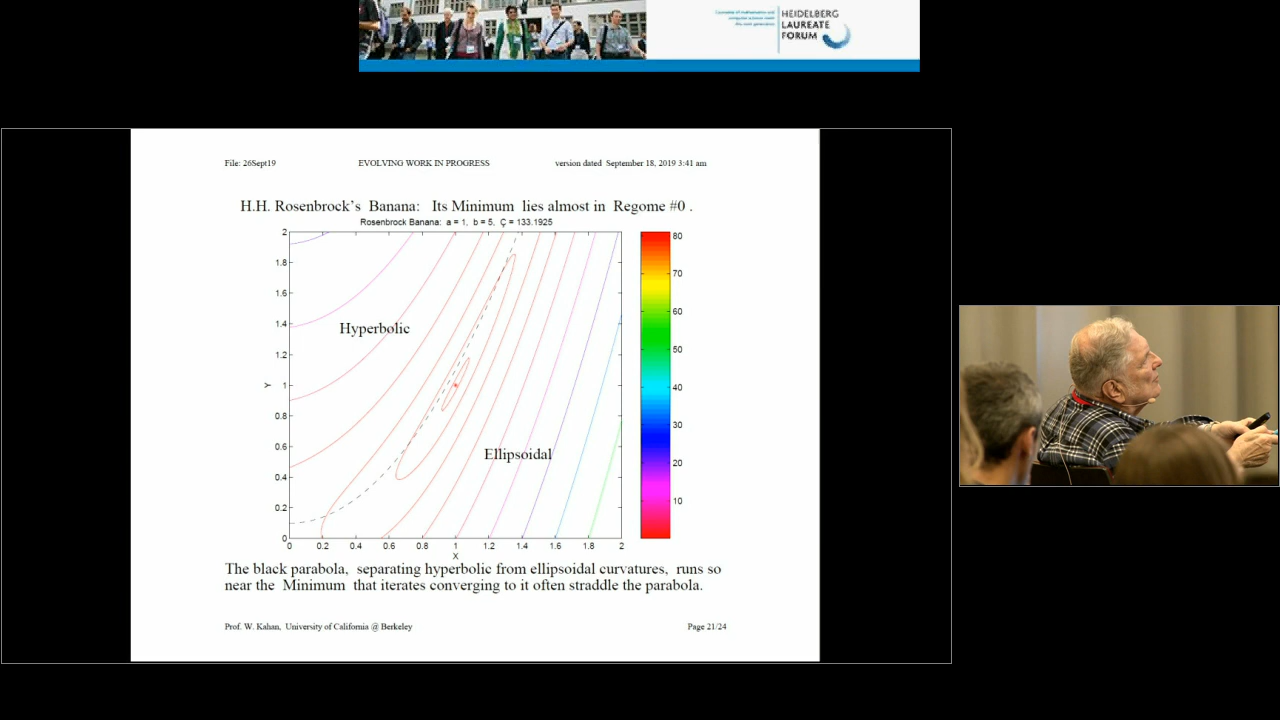 HEIDELBERG
LAUREATE
FORUM
File: 26Sept19 EVOLVING WORK IN PROGRESS version dated September 18, 2019 3:41 am
H.H. Rosenbrock's Banana: Its Minimum lies almost in Regome #0 .
Rosenbrock Banana: a = 1, b = 5, Ç = 133.1925
2
1.8
1.6
1.4
1.2
1
0.8
0.6
0.4
0.2
0
Y
Hyperbolic
Ellipsoidal
0 0.2 0.4 0.6 0.8 1 1.2 1.4 1.6 1.8 2
X
80
70
60
50
40
30
20
10
The black parabola, separating hyperbolic from ellipsoidal curvatures, runs so
near the Minimum that iterates converging to it often straddle the parabola.
Prof. W. Kahan, University of California @ Berkeley Page 21/24